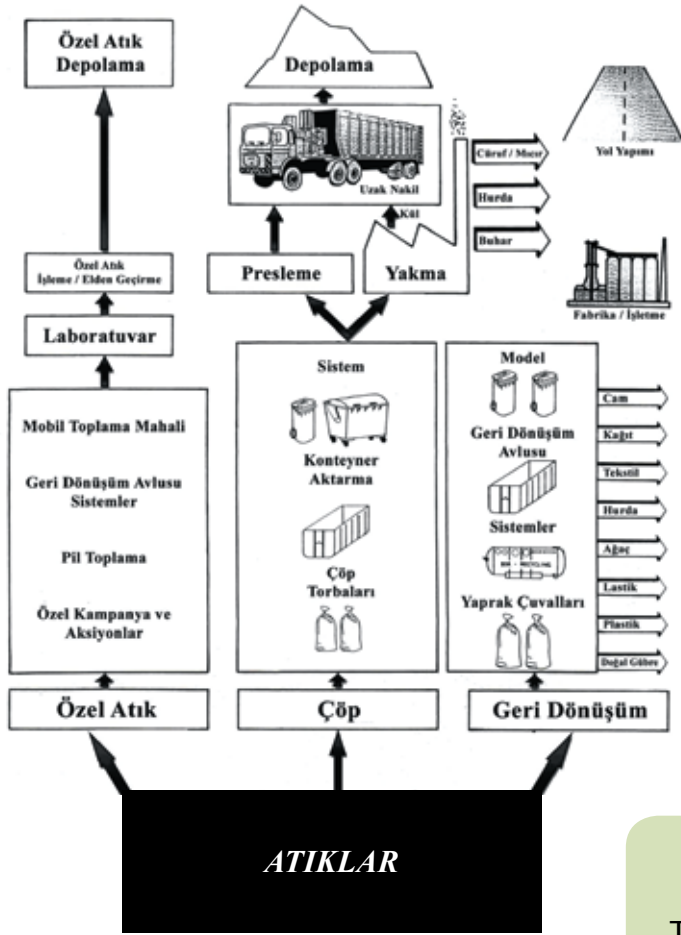 Özel Atık
Depolama
Depolama
Uzak Nakil
Kül
Cüruf / Mıcır
Hurda
Buhar
Yol Yapımı
Fabrika / İşletme
Özel Atık
İşleme / Elden Geçirme
Presleme
Yakma
Laboratuvar
Mobil Toplama Mahali
Geri Dönüşüm Avlusu
Sistemler
Pil Toplama
Özel Kampanya ve
Aksiyonlar
Sistem
Konteyner
Aktarma
Çöp
Torbaları
Model
Geri Dönüşüm
Avlusu
Sistemler
Yaprak Çuvalları
Cam
Kağıt
Tekstil
Hurda
Ağaç
Lastik
Plastik
Doğal Gübre
Özel Atık
Çöp
Geri Dönüşüm
ATIKLAR
T